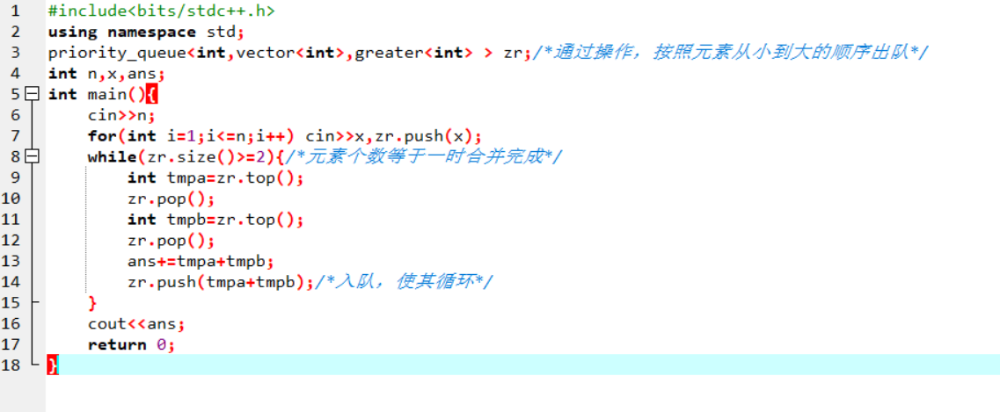 1 #include<bits/stdc++.h>
2 using namespace std;
3 priority_queue<int,vector<int>,greater<int> > zr;/*通过操作，按照元素从小到大的顺序出队*/
4 int n,x,ans;
5 int main(){
6 cin>>n;
7 for(int i=1;i<=n;i++) cin>>x,zr.push(x);
8 while(zr.size()>=2){/*元素个数等于一时合并完成*/
9 int tmpa=zr.top();
10 zr.pop();
11 int tmpb=zr.top();
12 zr.pop();
13 ans+=tmpa+tmpb;
14 zr.push(tmpa+tmpb);/*入队，使其循环*/
15 }
16 cout<<ans;
17 return 0;
18 }